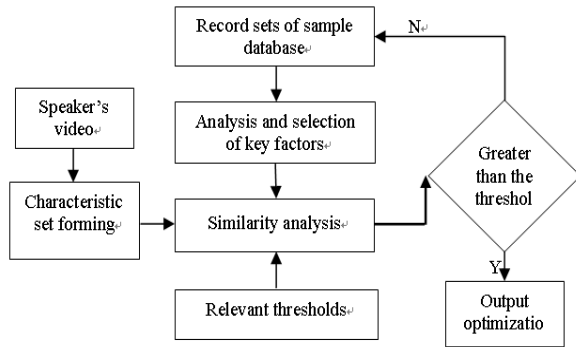 Record sets of sample
database
N
Speaker's
video
Analysis and selection
of key factors
Greater
than the
threshol
Characteristic
set forming
Similarity analysis
Y
Relevant thresholds
Output
optimizatio